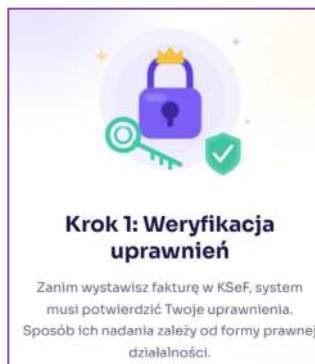 Krok 1: Weryfikacja
uprawnień
Zanim wystawisz fakturę w KSeF, system
musi potwierdzić Twoje uprawnienia.
Sposób ich nadania zależy od formy prawnej
działalności.